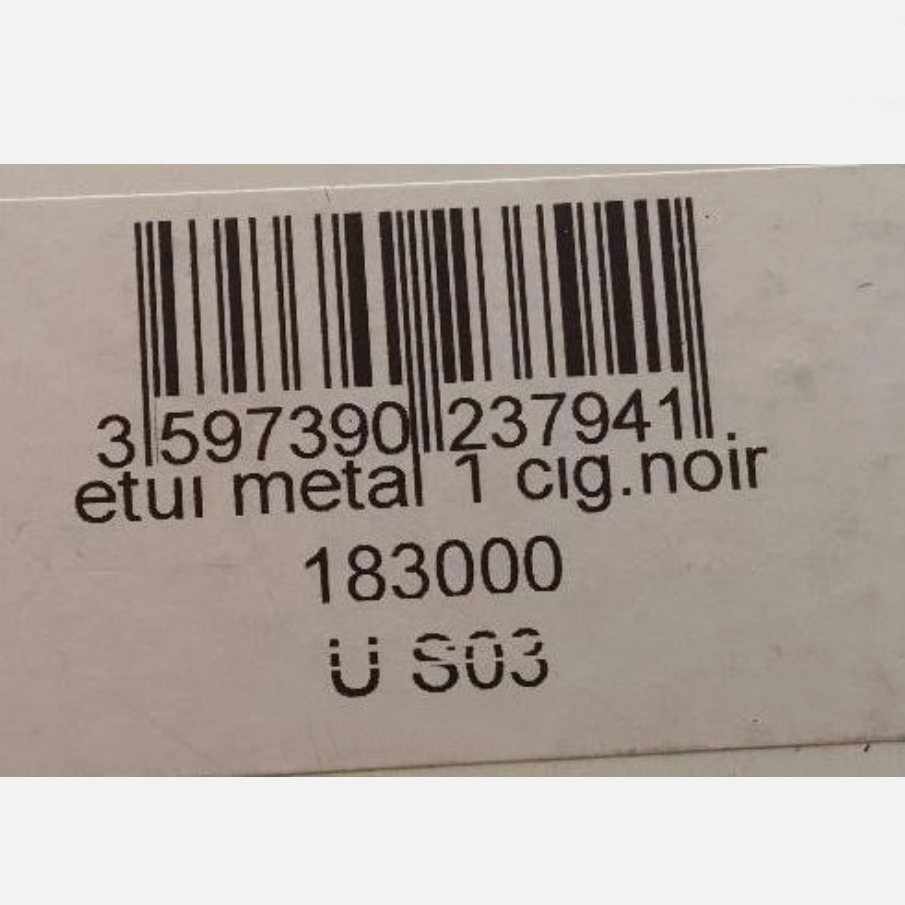 3 597390 237941
etui metal 1 cig.noir
183000
U S03